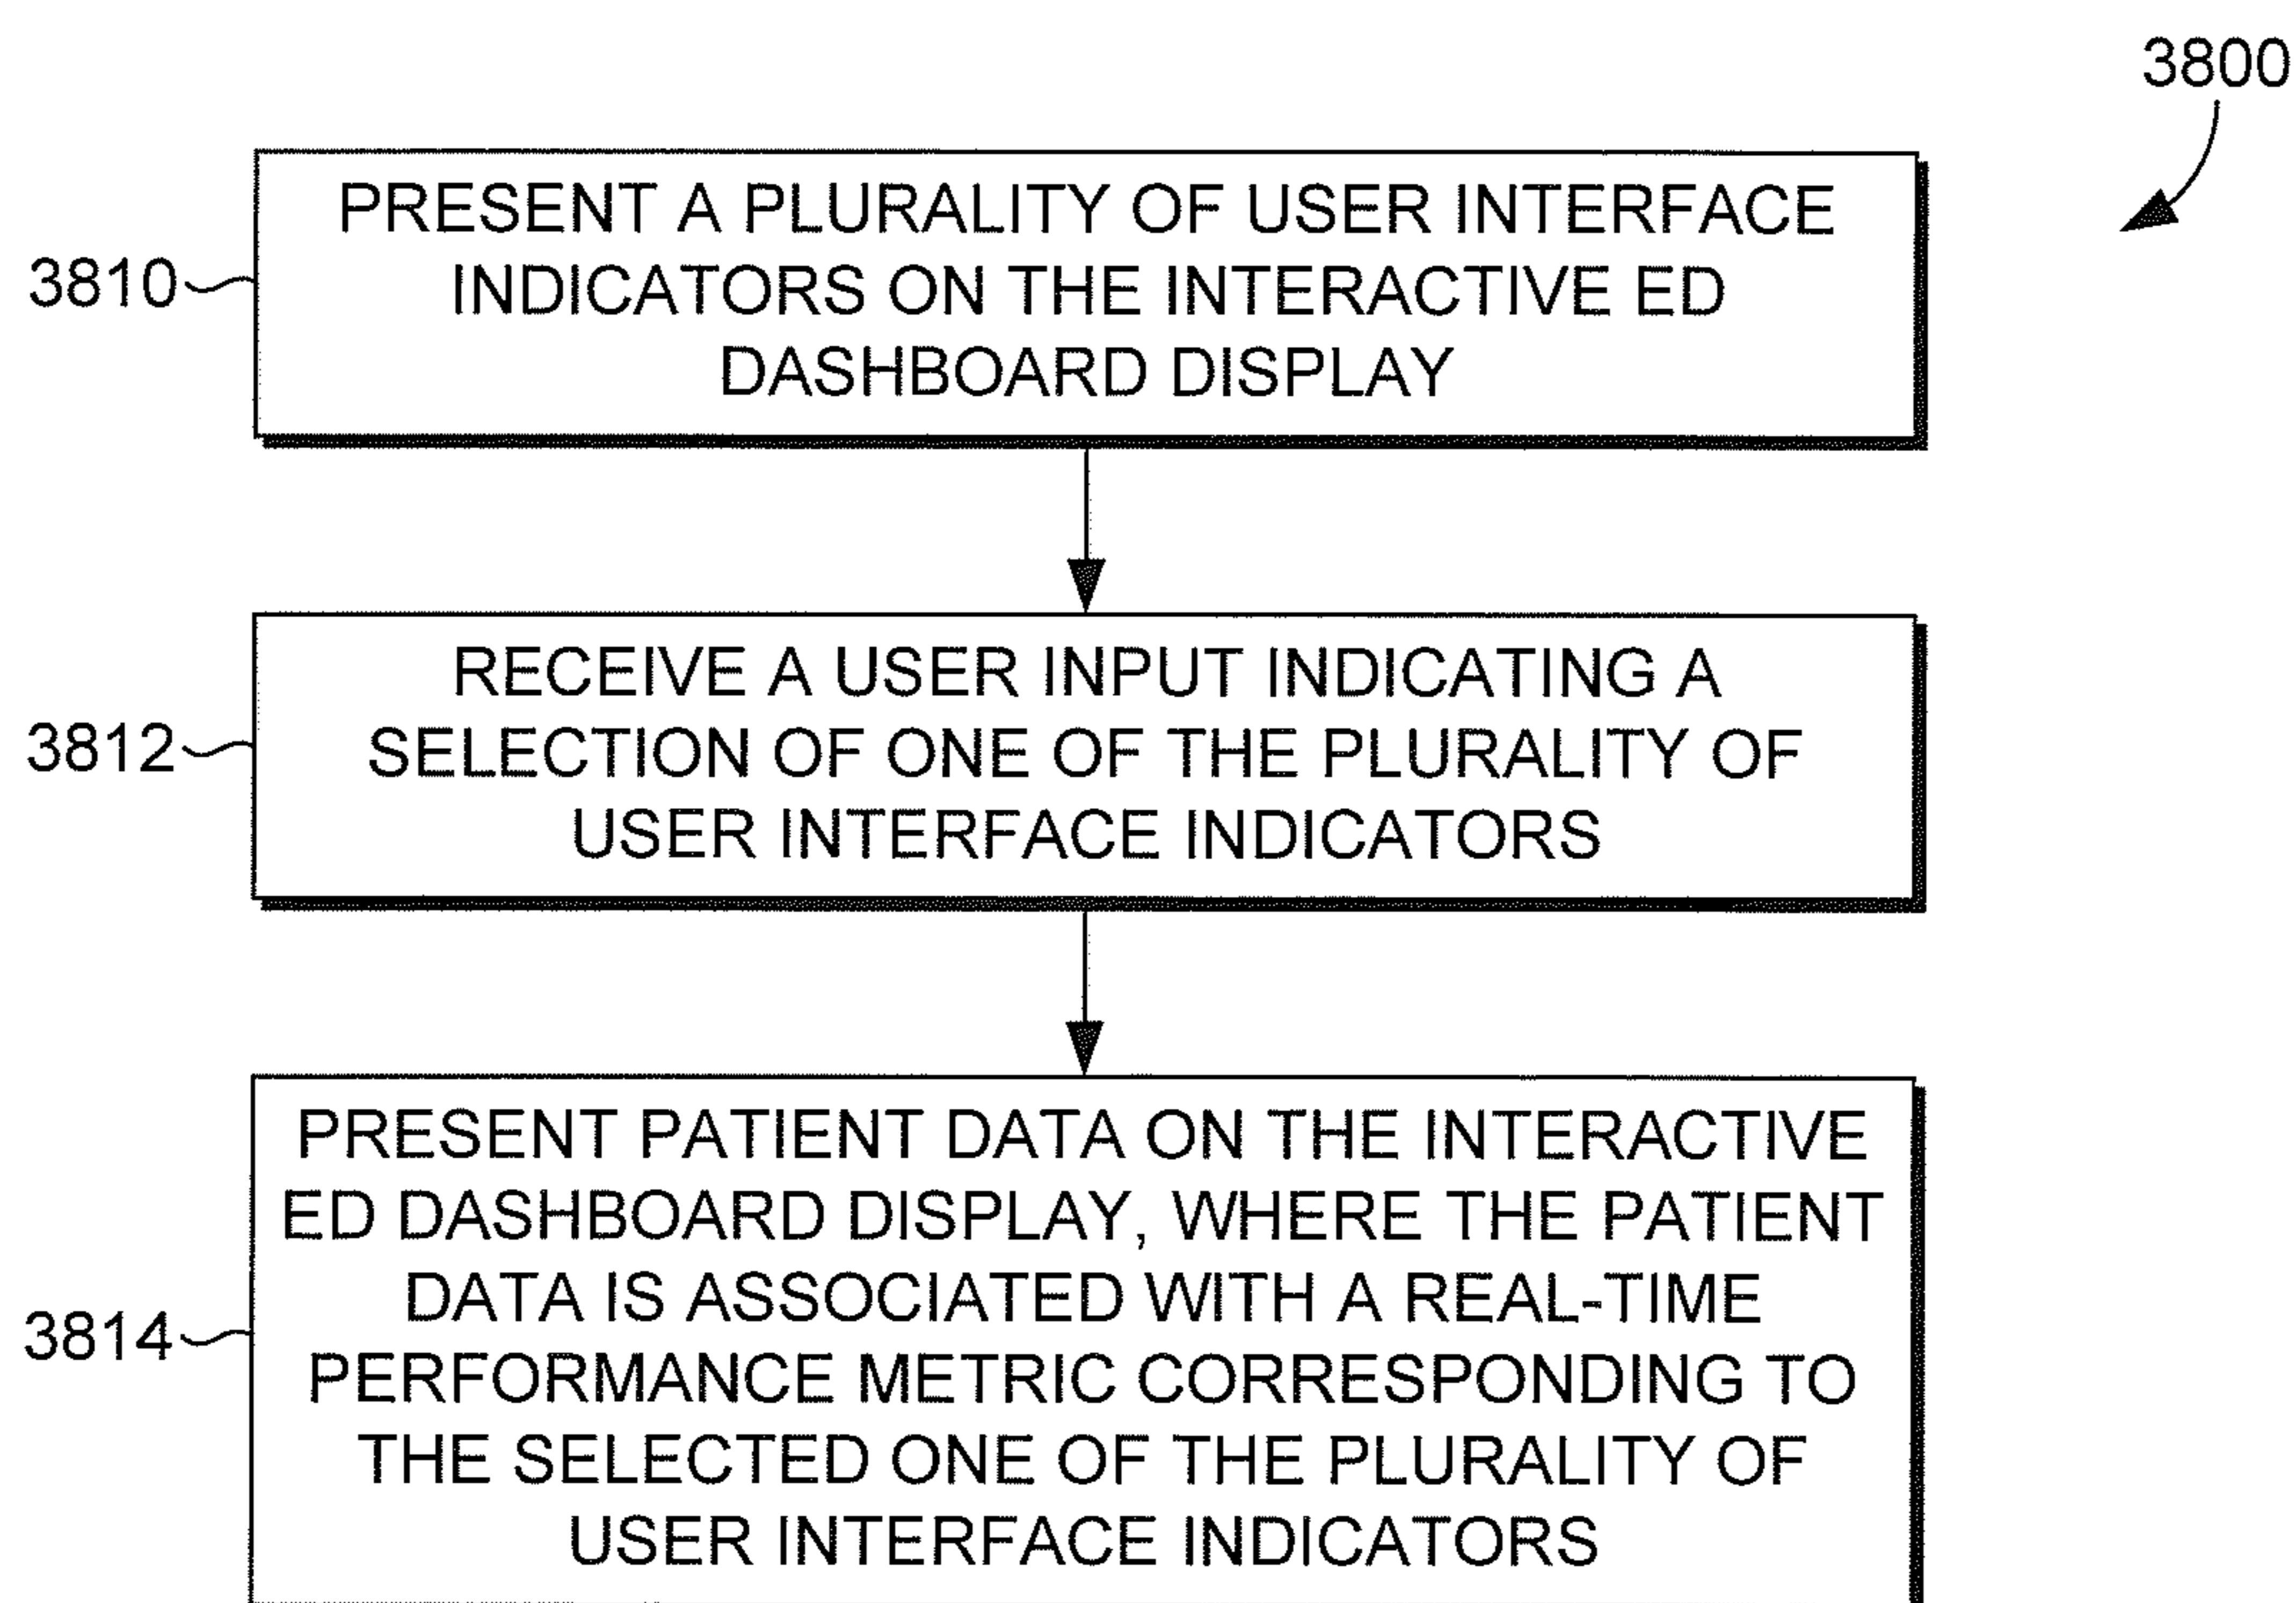 3800
PRESENT A PLURALITY OF USER INTERFACE
INDICATORS ON THE INTERACTIVE ED
DASHBOARD DISPLAY
3810
RECEIVE A USER INPUT INDICATING A
SELECTION OF ONE OF THE PLURALITY OF
USER INTERFACE INDICATORS
3812
PRESENT PATIENT DATA ON THE INTERACTIVE
ED DASHBOARD DISPLAY, WHERE THE PATIENT
DATA IS ASSOCIATED WITH A REAL-TIME
PERFORMANCE METRIC CORRESPONDING TO
THE SELECTED ONE OF THE PLURALITY OF
USER INTERFACE INDICATORS
3814